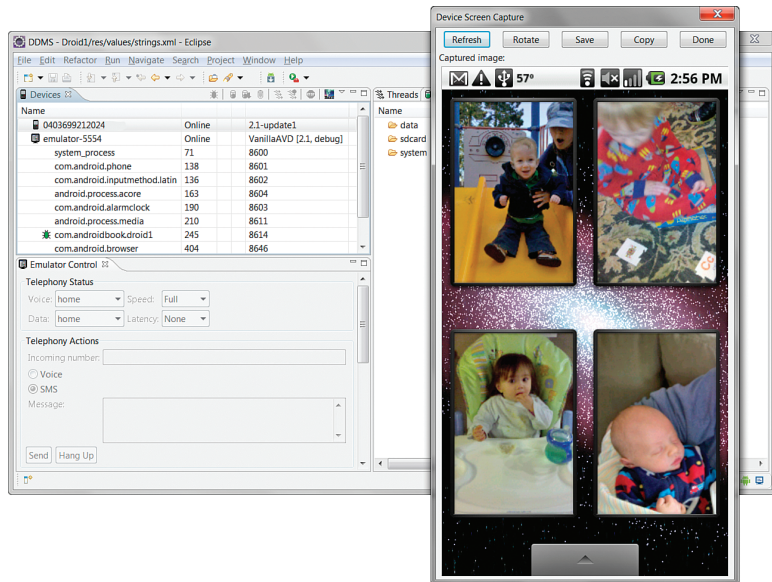 DDMS - Droid1/res/values/strings.xml - Eclipse
File Edit Refactor Run Navigate Search Project Window Help
Devices
Name
0403699212024 Online 2.1-update1
emulator-5554 Online VanillaAVD [2.1, debug]
system_process 71 8600
com.android.phone 138 8601
com.android.inputmethod.latin 136 8602
android.process.acore 163 8604
com.android.alarmclock 190 8603
android.process.media 210 8611
com.androidbook.droid1 245 8614
com.android.browser 404 8646
Threads
Name
data
sdcard
system
Emulator Control
Telephony Status
Voice: home Speed: Full
Data: home Latency: None
Telephony Actions
Incoming number:
Voice
SMS
Message:
Send Hang Up
Device Screen Capture
Refresh Rotate Save Copy Done
Captured image:
57° 2:56 PM